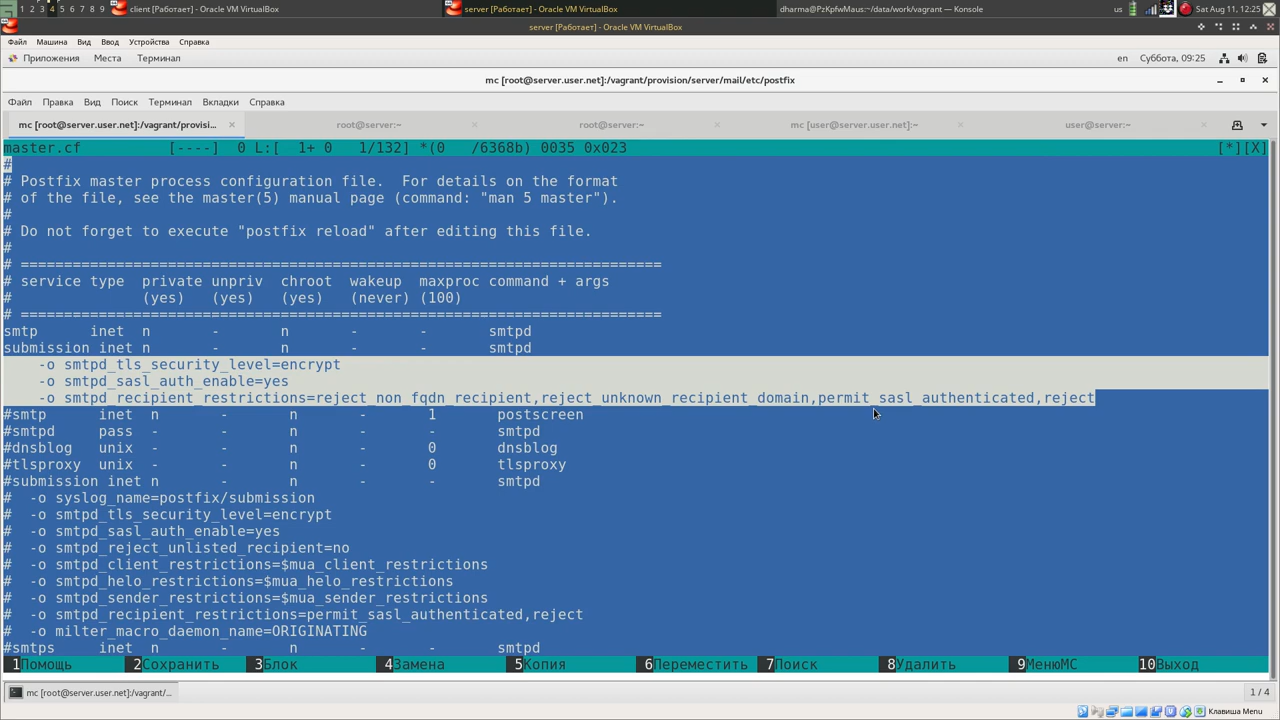 1 2 3 4 5 6 7 8 9 client [Работает] - Oracle VM VirtualBox server [Работает] - Oracle VM VirtualBox dharma@PzKpfwMaus:~/data/work/vagrant — Konsole us Sat Aug 11, 12:25
server [Работает] - Oracle VM VirtualBox
Файл Машина Вид Ввод Устройства Справка
Приложения Места Терминал en Суббота, 09:25
mc [root@server.user.net]:/vagrant/provision/server/mail/etc/postfix
Файл Правка Вид Поиск Терминал Вкладки Справка
mc [root@server.user.net]:/vagrant/provisi... × root@server:~ × root@server:~ × mc [user@server.user.net]:~ × user@server:~ ×
master.cf [----] 0 L:[ 1+ 0 1/132] *(0 /6368b) 0035 0x023 [*][X]
#
# Postfix master process configuration file. For details on the format
# of the file, see the master(5) manual page (command: "man 5 master").
#
# Do not forget to execute "postfix reload" after editing this file.
#
# ==========================================================================
# service type private unpriv chroot wakeup maxproc command + args
# (yes) (yes) (yes) (never) (100)
# ==========================================================================
smtp inet n - n - - smtpd
submission inet n - n - - smtpd
-o smtpd_tls_security_level=encrypt
-o smtpd_sasl_auth_enable=yes
-o smtpd_recipient_restrictions=reject_non_fqdn_recipient,reject_unknown_recipient_domain,permit_sasl_authenticated,reject
#smtp inet n - n - 1 postscreen
#smtpd pass - - n - - smtpd
#dnsblog unix - - n - 0 dnsblog
#tlsproxy unix - - n - 0 tlsproxy
#submission inet n - n - - smtpd
# -o syslog_name=postfix/submission
# -o smtpd_tls_security_level=encrypt
# -o smtpd_sasl_auth_enable=yes
# -o smtpd_reject_unlisted_recipient=no
# -o smtpd_client_restrictions=$mua_client_restrictions
# -o smtpd_helo_restrictions=$mua_helo_restrictions
# -o smtpd_sender_restrictions=$mua_sender_restrictions
# -o smtpd_recipient_restrictions=permit_sasl_authenticated,reject
# -o milter_macro_daemon_name=ORIGINATING
#smtps inet n - n - - smtpd
1Помощь 2Сохранить 3Блок 4Замена 5Копия 6Переместить 7Поиск 8Удалить 9МенюMC 10Выход
mc [root@server.user.net]:/vagrant/... 1 / 4
Клавиша Menu